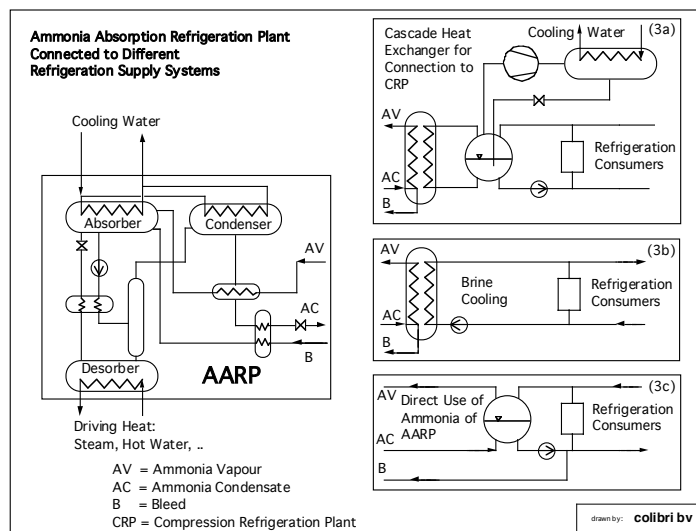 Ammonia Absorption Refrigeration Plant
Connected to Different
Refrigeration Supply Systems
Cooling Water
Absorber
Condenser
AV
AC
B
Desorber
AARP
Driving Heat:
Steam, Hot Water, ..
AV = Ammonia Vapour
AC = Ammonia Condensate
B = Bleed
CRP = Compression Refrigeration Plant
(3a)
Cascade Heat
Exchanger for
Connection to
CRP
Cooling Water
AV
AC
B
Refrigeration
Consumers
(3b)
AV
AC
B
Brine
Cooling
Refrigeration
Consumers
(3c)
AV
AC
B
Direct Use of
Ammonia of
AARP
Refrigeration
Consumers
drawn by: colibri bv